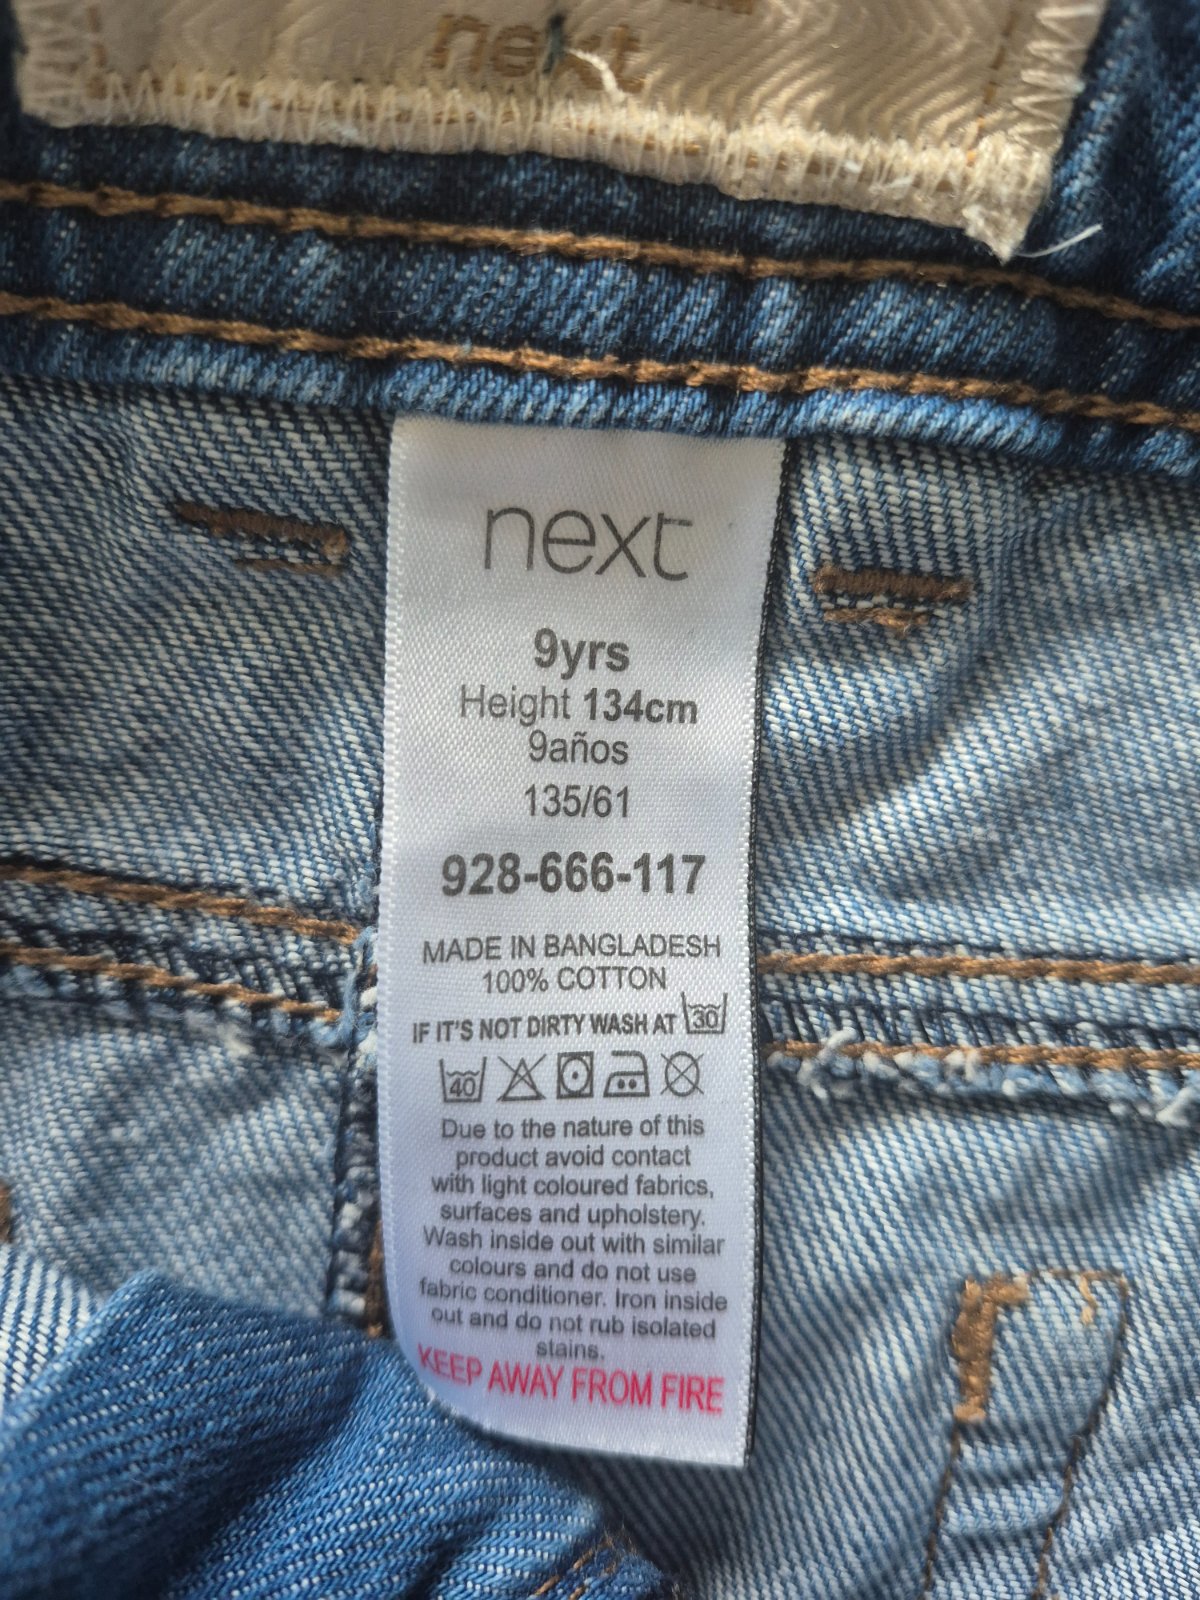 next
next
9yrs
Height 134cm
9años
135/61
928-666-117
MADE IN BANGLADESH
100% COTTON
IF IT'S NOT DIRTY WASH AT 30
40
Due to the nature of this
product avoid contact
with light coloured fabrics,
surfaces and upholstery.
Wash inside out with similar
colours and do not use
fabric conditioner. Iron inside
out and do not rub isolated
stains.
KEEP AWAY FROM FIRE